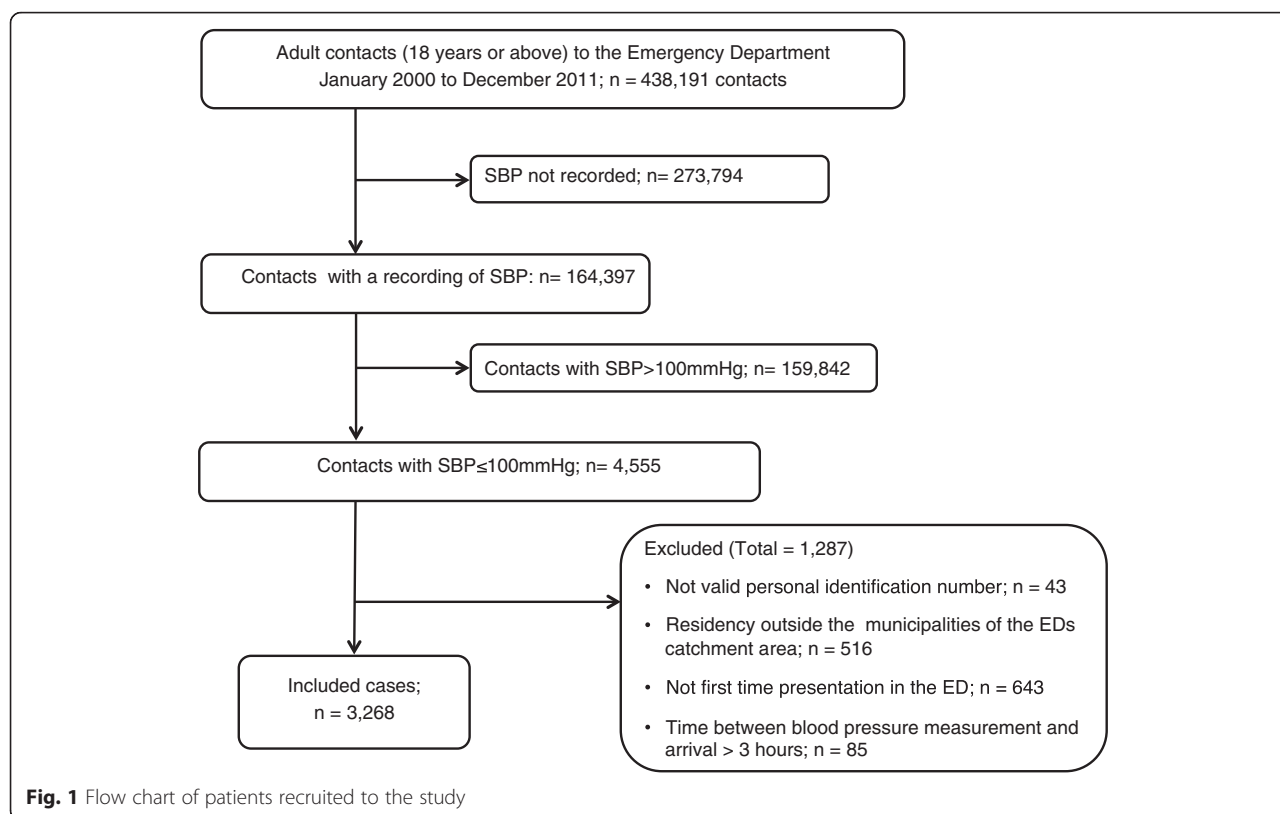 Adult contacts (18 years or above) to the Emergency Department
January 2000 to December 2011; n = 438,191 contacts
SBP not recorded; n= 273,794
Contacts with a recording of SBP: n= 164,397
Contacts with SBP>100mmHg; n= 159,842
Contacts with SBP≤100mmHg; n= 4,555
Excluded (Total = 1,287)
• Not valid personal identification number; n = 43
• Residency outside the municipalities of the EDs
catchment area; n = 516
• Not first time presentation in the ED; n = 643
• Time between blood pressure measurement and
arrival > 3 hours; n = 85
Included cases;
n = 3,268
Fig. 1 Flow chart of patients recruited to the study